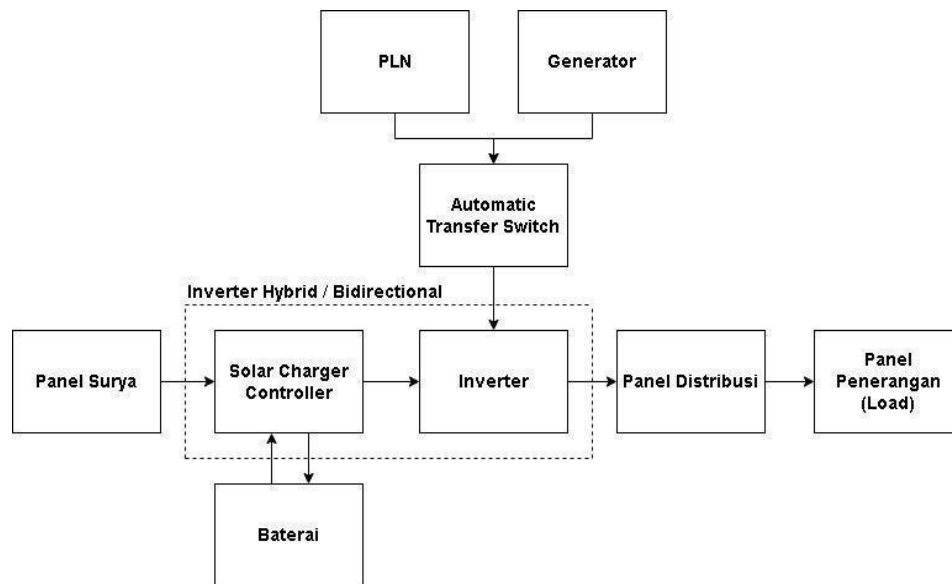 PLN
Generator
Automatic
Transfer Switch
Inverter Hybrid / Bidirectional
Panel Surya
Solar Charger
Controller
Inverter
Panel Distribusi
Panel
Penerangan
(Load)
Baterai